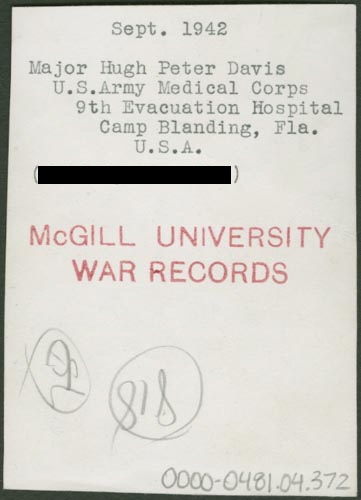 Sept. 1942
Major Hugh Peter Davis
U.S.Army Medical Corps
9th Evacuation Hospital
Camp Blanding, Fla.
U.S.A.
( )
McGILL UNIVERSITY
WAR RECORDS
818
0000-0481.04.372